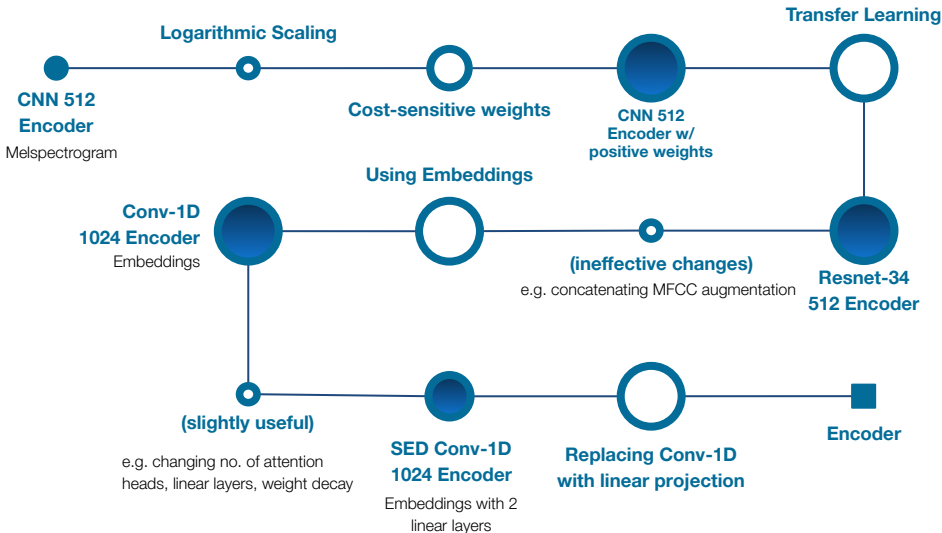 Transfer Learning
Logarithmic Scaling
CNN 512
Encoder
Melspectrogram
Cost-sensitive weights
CNN 512
Encoder w/
positive weights
Using Embeddings
Conv-1D
1024 Encoder
Embeddings
(ineffective changes)
e.g. concatenating MFCC augmentation
Resnet-34
512 Encoder
(slightly useful)
e.g. changing no. of attention
heads, linear layers, weight decay
SED Conv-1D
1024 Encoder
Embeddings with 2
linear layers
Replacing Conv-1D
with linear projection
Encoder